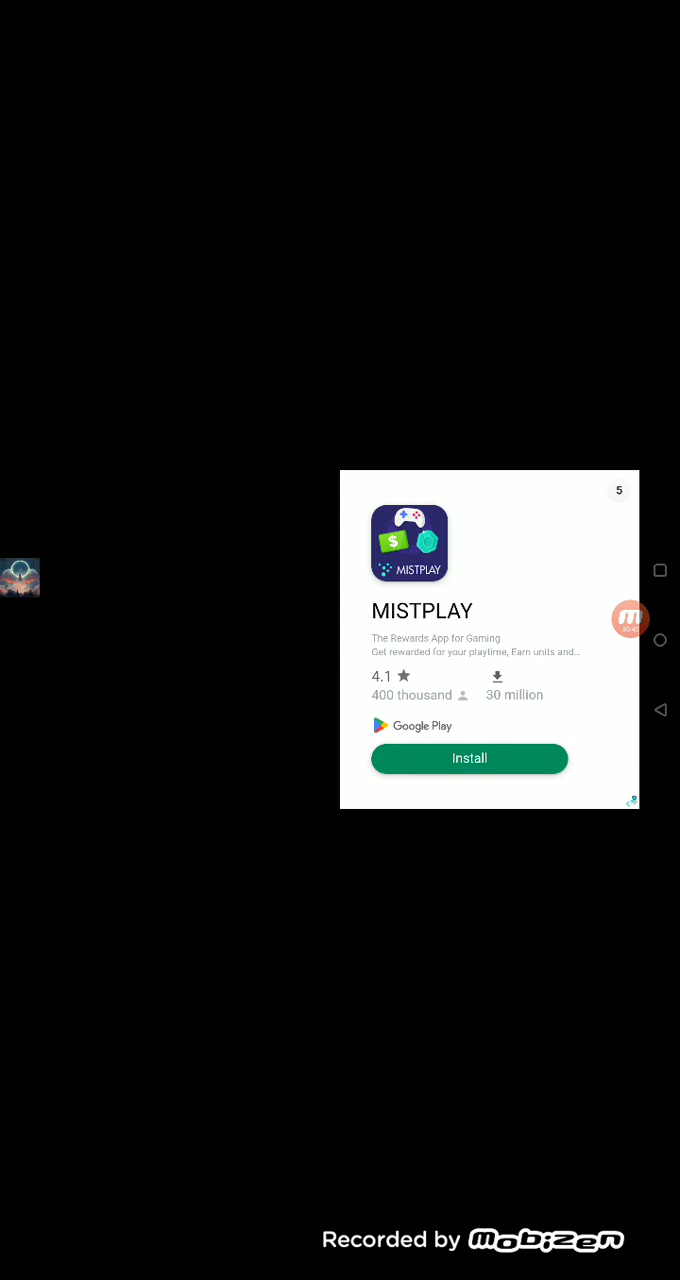 5
$
MISTPLAY
MISTPLAY
The Rewards App for Gaming
Get rewarded for your playtime, Earn units and...
4.1
400 thousand 30 million
Google Play
Install
Recorded by mobizen